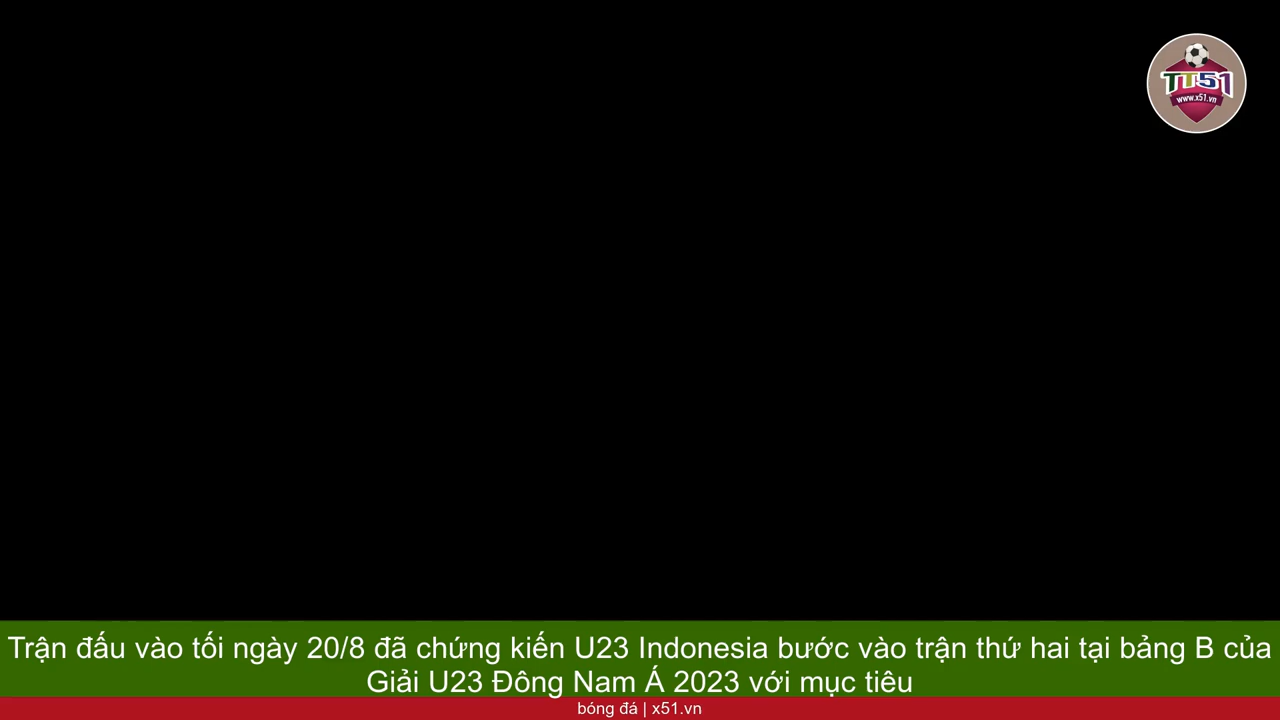 TT51
www.x51.vn
Trận đấu vào tối ngày 20/8 đã chứng kiến U23 Indonesia bước vào trận thứ hai tại bảng B của
Giải U23 Đông Nam Á 2023 với mục tiêu
bóng đá | x51.vn